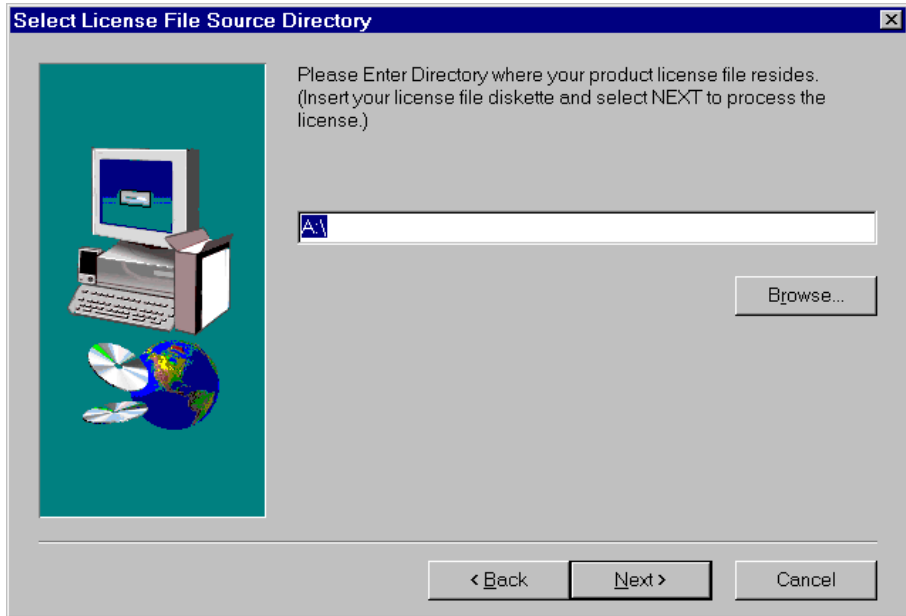 Select License File Source Directory
Please Enter Directory where your product license file resides.
(Insert your license file diskette and select NEXT to process the
license.)
A:\
Browse...
< Back
Next >
Cancel